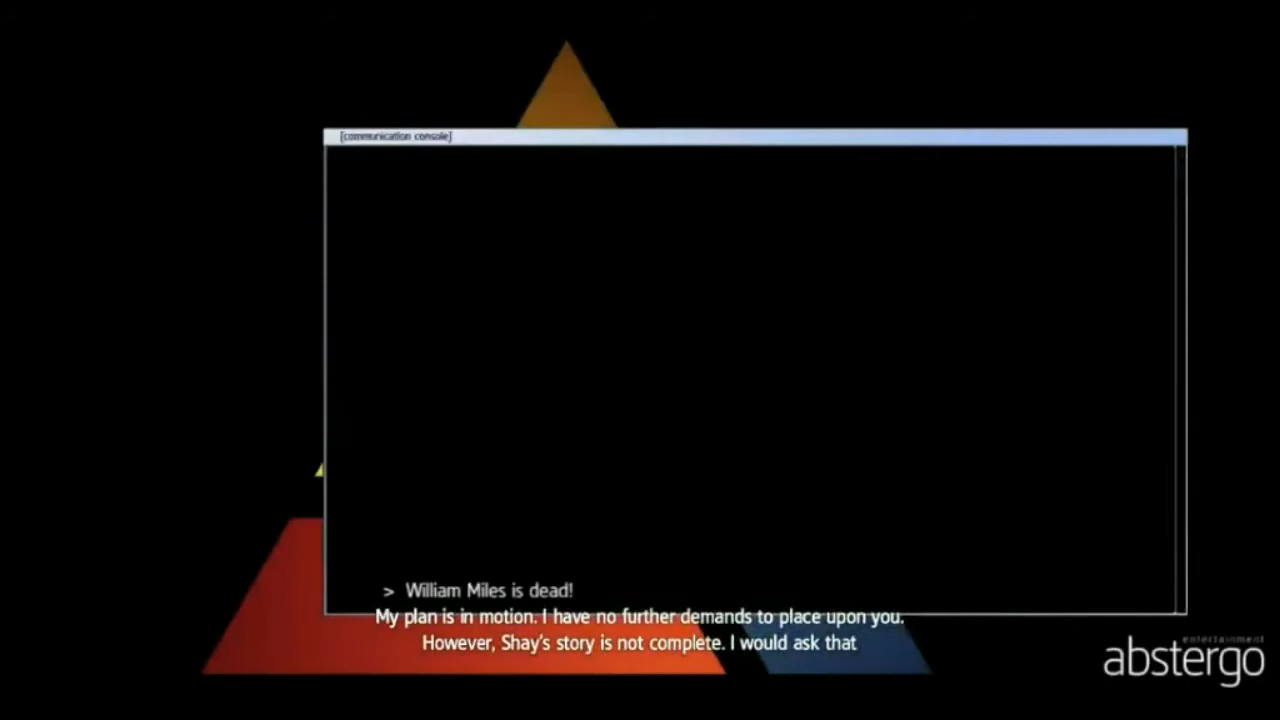 [communication console]
> William Miles is dead!
My plan is in motion. I have no further demands to place upon you.
However, Shay's story is not complete. I would ask that
entertainment
abstergo